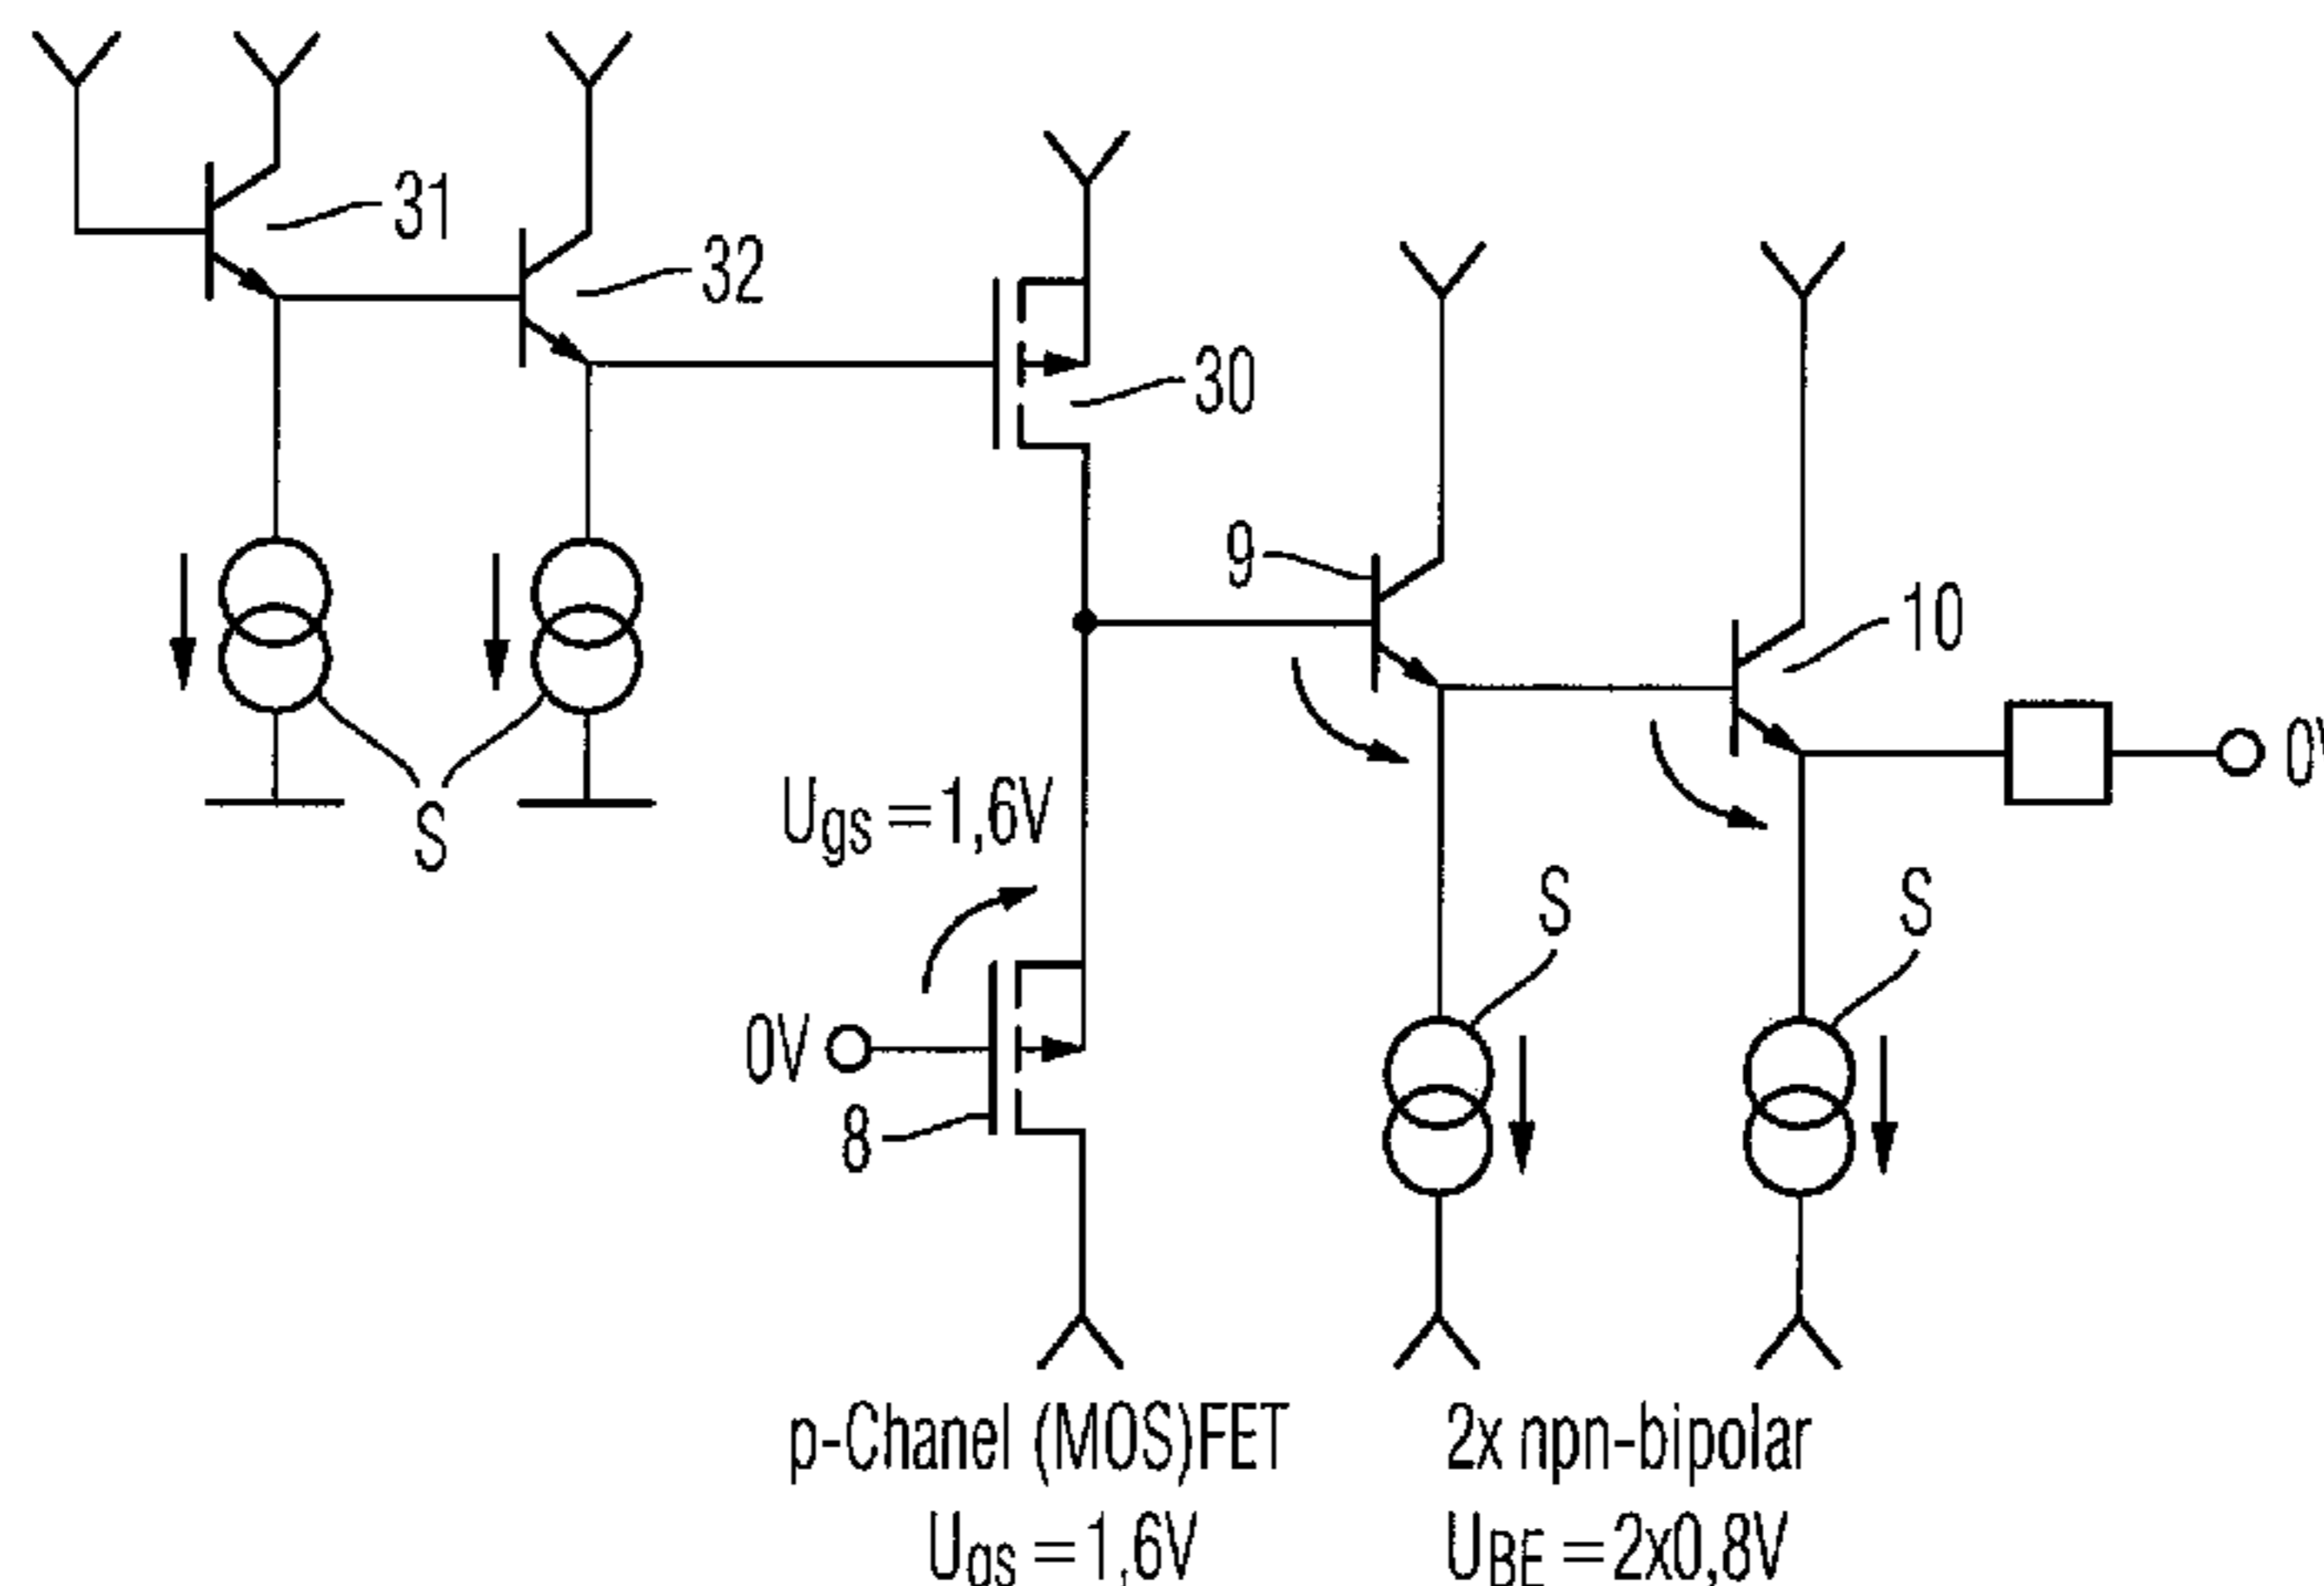 31
32
30
9
10
0V
S
Ugs =1,6V
S
S
0V
8
p-Chanel (MOS)FET
2x npn-bipolar
Ugs =1,6V
UBE =2x0,8V